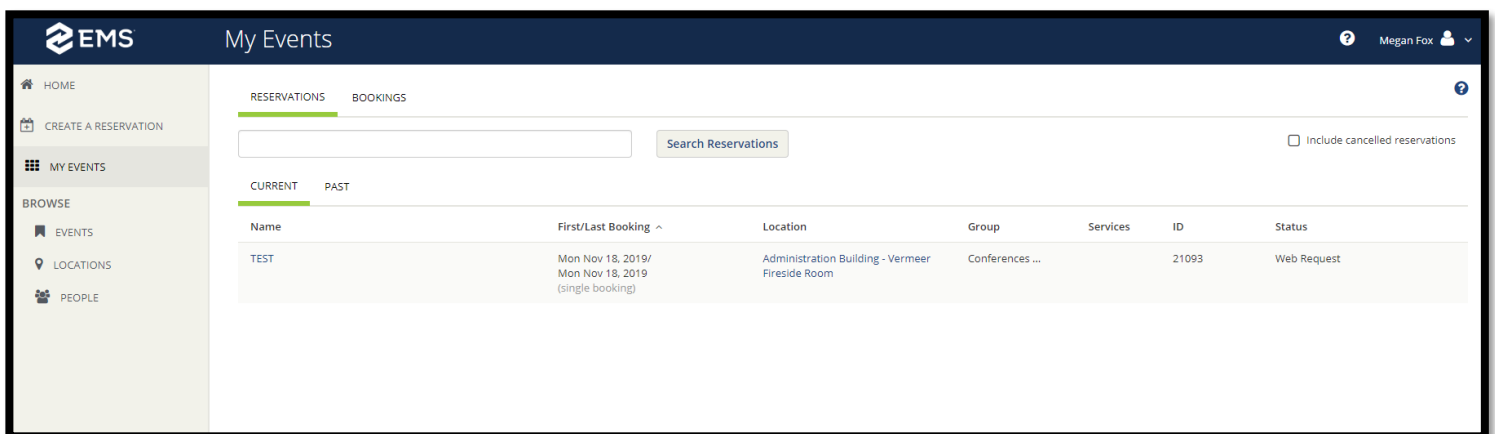 EMS
My Events
Megan Fox
HOME
CREATE A RESERVATION
MY EVENTS
BROWSE
EVENTS
LOCATIONS
PEOPLE
RESERVATIONS BOOKINGS
Search Reservations
Include cancelled reservations
CURRENT PAST
Name First/Last Booking Location Group Services ID Status
TEST Mon Nov 18, 2019/ Administration Building - Vermeer Conferences ... 21093 Web Request
Mon Nov 18, 2019 Fireside Room
(single booking)